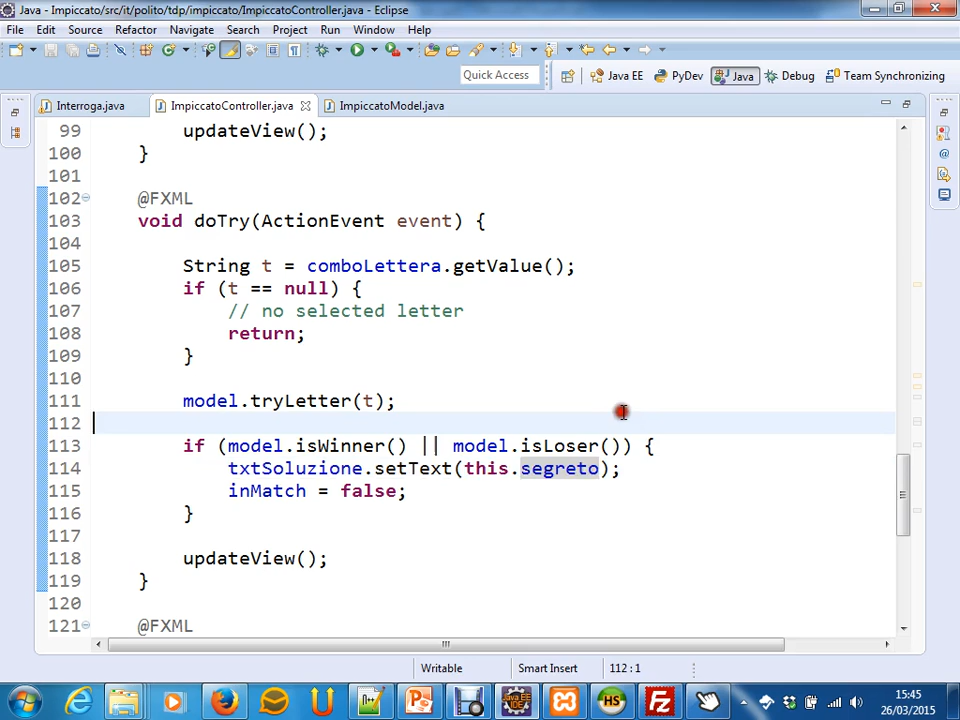 Java - Impiccato/src/it/polito/tdp/impiccato/ImpiccatoController.java - Eclipse
File Edit Source Refactor Navigate Search Project Run Window Help
Quick Access Java EE PyDev Java Debug Team Synchronizing
Interroga.java ImpiccatoController.java ImpiccatoModel.java
99 updateView();
100 }
101
102 @FXML
103 void doTry(ActionEvent event) {
104
105 String t = comboLettera.getValue();
106 if (t == null) {
107 // no selected letter
108 return;
109 }
110
111 model.tryLetter(t);
112
113 if (model.isWinner() || model.isLoser()) {
114 txtSoluzione.setText(this.segreto);
115 inMatch = false;
116 }
117
118 updateView();
119 }
120
121 @FXML
Writable Smart Insert 112 : 1
15:45
26/03/2015